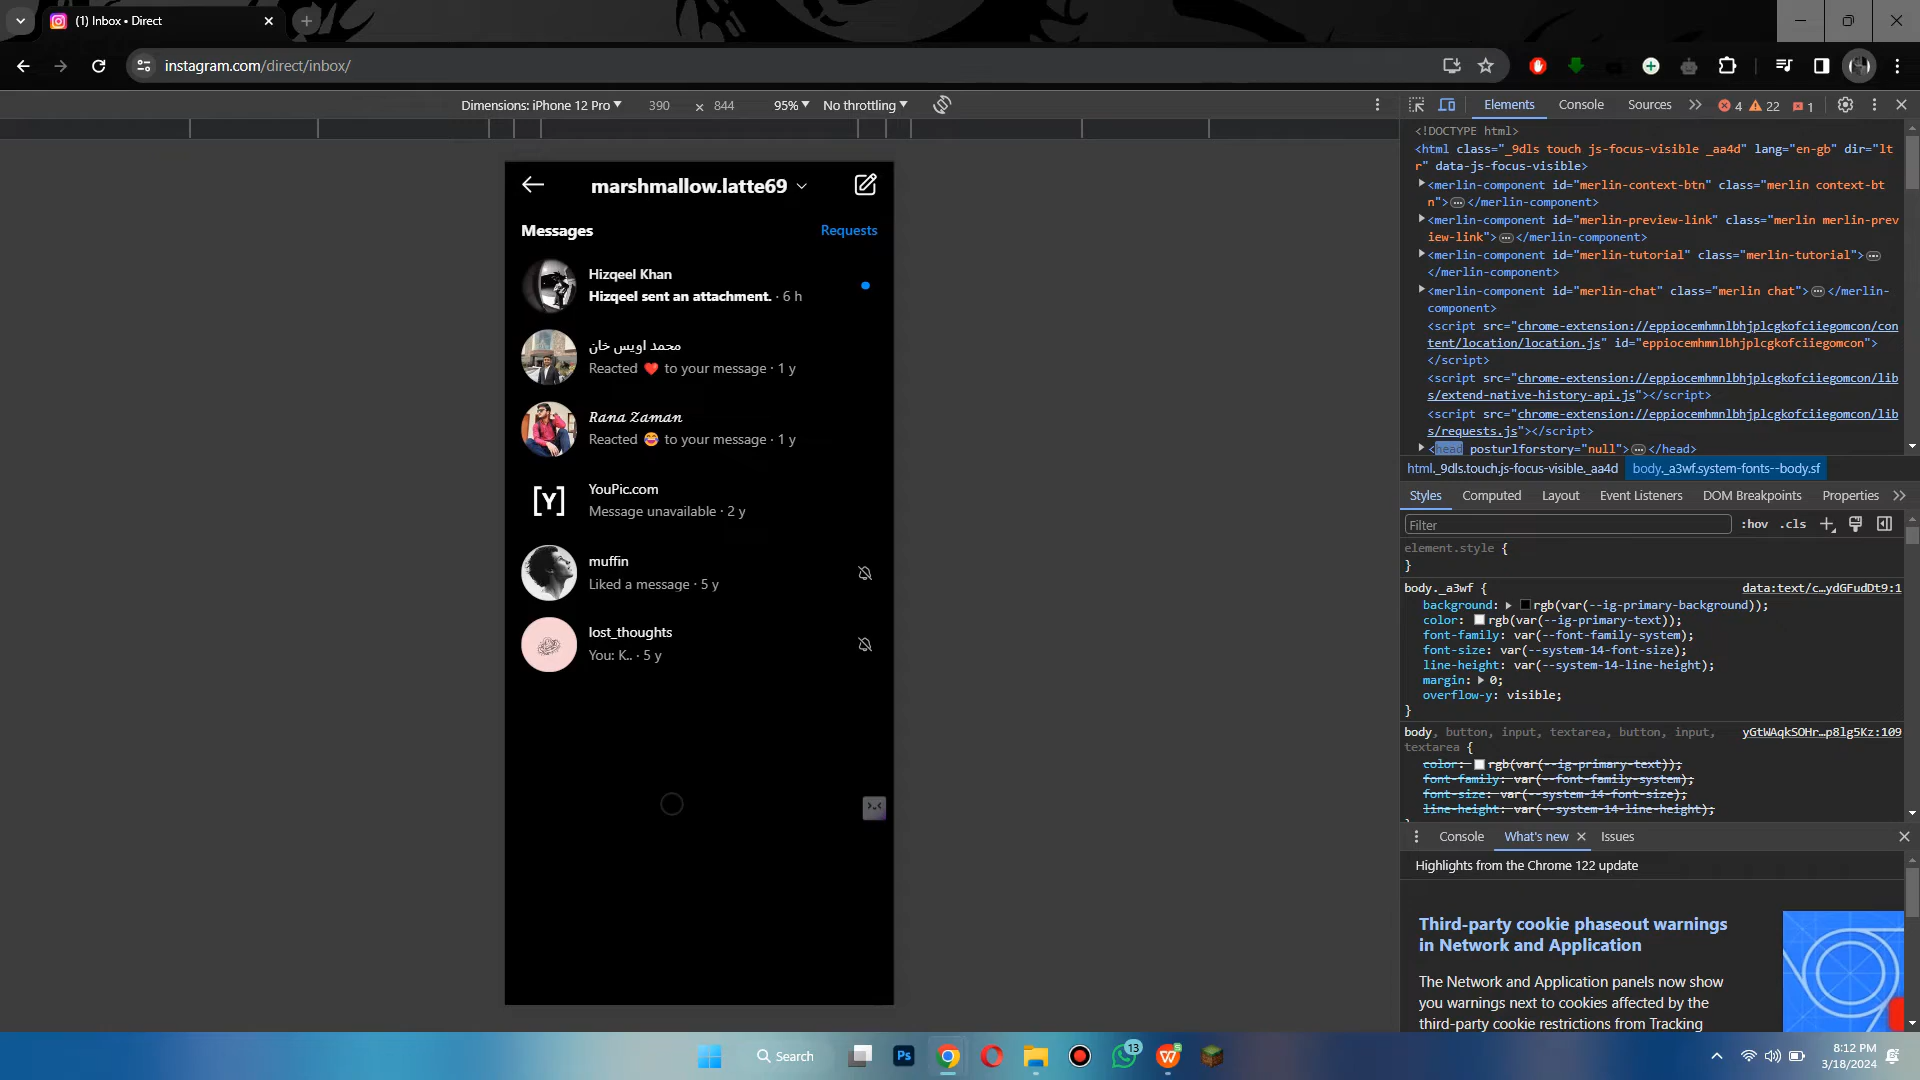 (1) Inbox • Direct
instagram.com/direct/inbox/
Dimensions: iPhone 12 Pro 390 × 844 95% No throttling
Elements Console Sources 4 22 1
marshmallow.latte69
Messages Requests
Hizqeel Khan
Hizqeel sent an attachment. · 6 h
محمد اويس خان
Reacted ❤️ to your message · 1 y
Rana Zaman
Reacted 😂 to your message · 1 y
[Y]
YouPic.com
Message unavailable · 2 y
muffin
Liked a message · 5 y
lost_thoughts
You: K.. · 5 y
<!DOCTYPE html>
<html class="_9dls touch js-focus-visible _aa4d" lang="en-gb" dir="lt
r" data-js-focus-visible>
<merlin-component id="merlin-context-btn" class="merlin context-bt
n">…</merlin-component>
<merlin-component id="merlin-preview-link" class="merlin merlin-prev
iew-link">…</merlin-component>
<merlin-component id="merlin-tutorial" class="merlin-tutorial">…
</merlin-component>
<merlin-component id="merlin-chat" class="merlin chat">…</merlin-
component>
<script src="chrome-extension://eppiocemhmnlbhjplcgkofciiegomcon/con
tent/location/location.js" id="eppiocemhmnlbhjplcgkofciiegomcon">
</script>
<script src="chrome-extension://eppiocemhmnlbhjplcgkofciiegomcon/lib
s/extend-native-history-api.js"></script>
<script src="chrome-extension://eppiocemhmnlbhjplcgkofciiegomcon/lib
s/requests.js"></script>
<head posturlforstory="null">…</head>
html._9dls.touch.js-focus-visible._aa4d body._a3wf.system-fonts--body.sf
Styles Computed Layout Event Listeners DOM Breakpoints Properties
Filter :hov .cls
element.style {
}
body._a3wf { data:text/c…ydGFudDt9:1
background: rgb(var(--ig-primary-background));
color: rgb(var(--ig-primary-text));
font-family: var(--font-family-system);
font-size: var(--system-14-font-size);
line-height: var(--system-14-line-height);
margin: 0;
overflow-y: visible;
}
body, button, input, textarea, button, input, yGtWAqkSOHr…p8lg5Kz:109
textarea {
color: rgb(var(--ig-primary-text));
font-family: var(--font-family-system);
font-size: var(--system-14-font-size);
line-height: var(--system-14-line-height);
Console What's new Issues
Highlights from the Chrome 122 update
Third-party cookie phaseout warnings
in Network and Application
The Network and Application panels now show
you warnings next to cookies affected by the
third-party cookie restrictions from Tracking
Search Ps 13 W 5
8:12 PM
3/18/2024